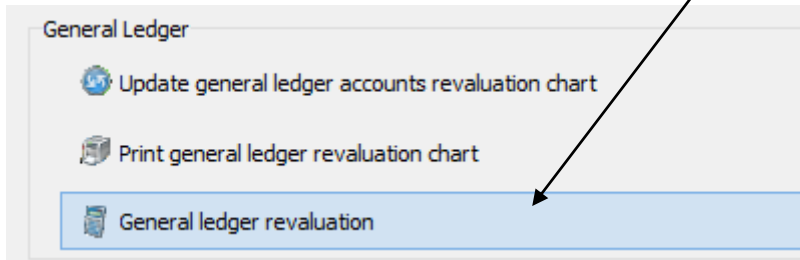 General Ledger
Update general ledger accounts revaluation chart
Print general ledger revaluation chart
General ledger revaluation